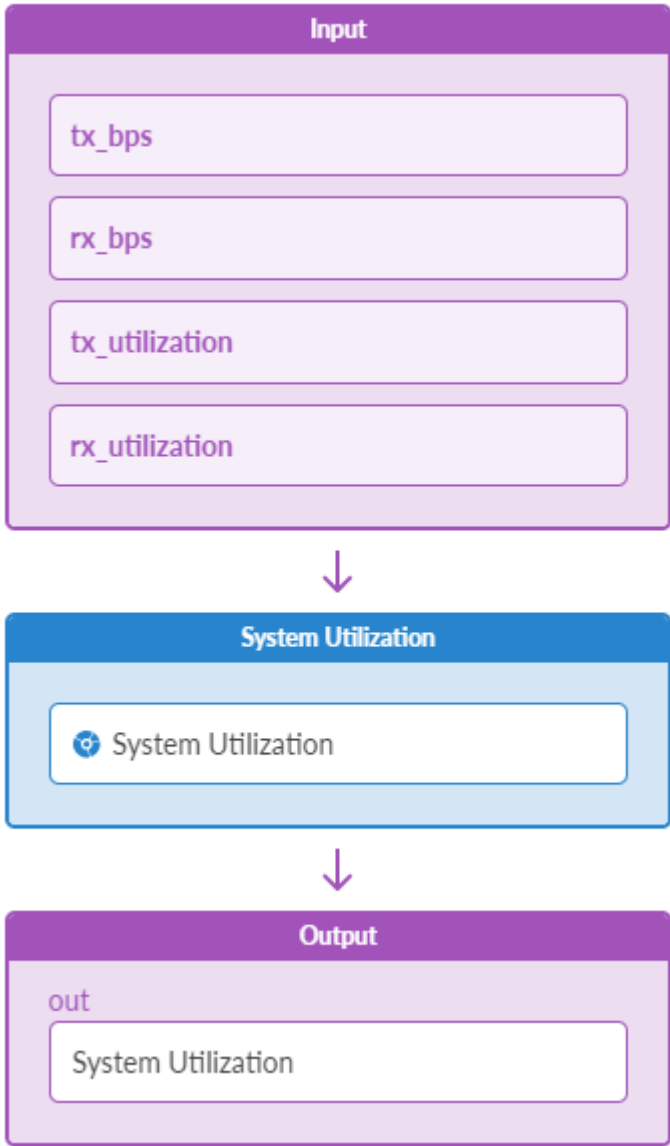 Input
tx_bps
rx_bps
tx_utilization
rx_utilization
System Utilization
System Utilization
Output
out
System Utilization